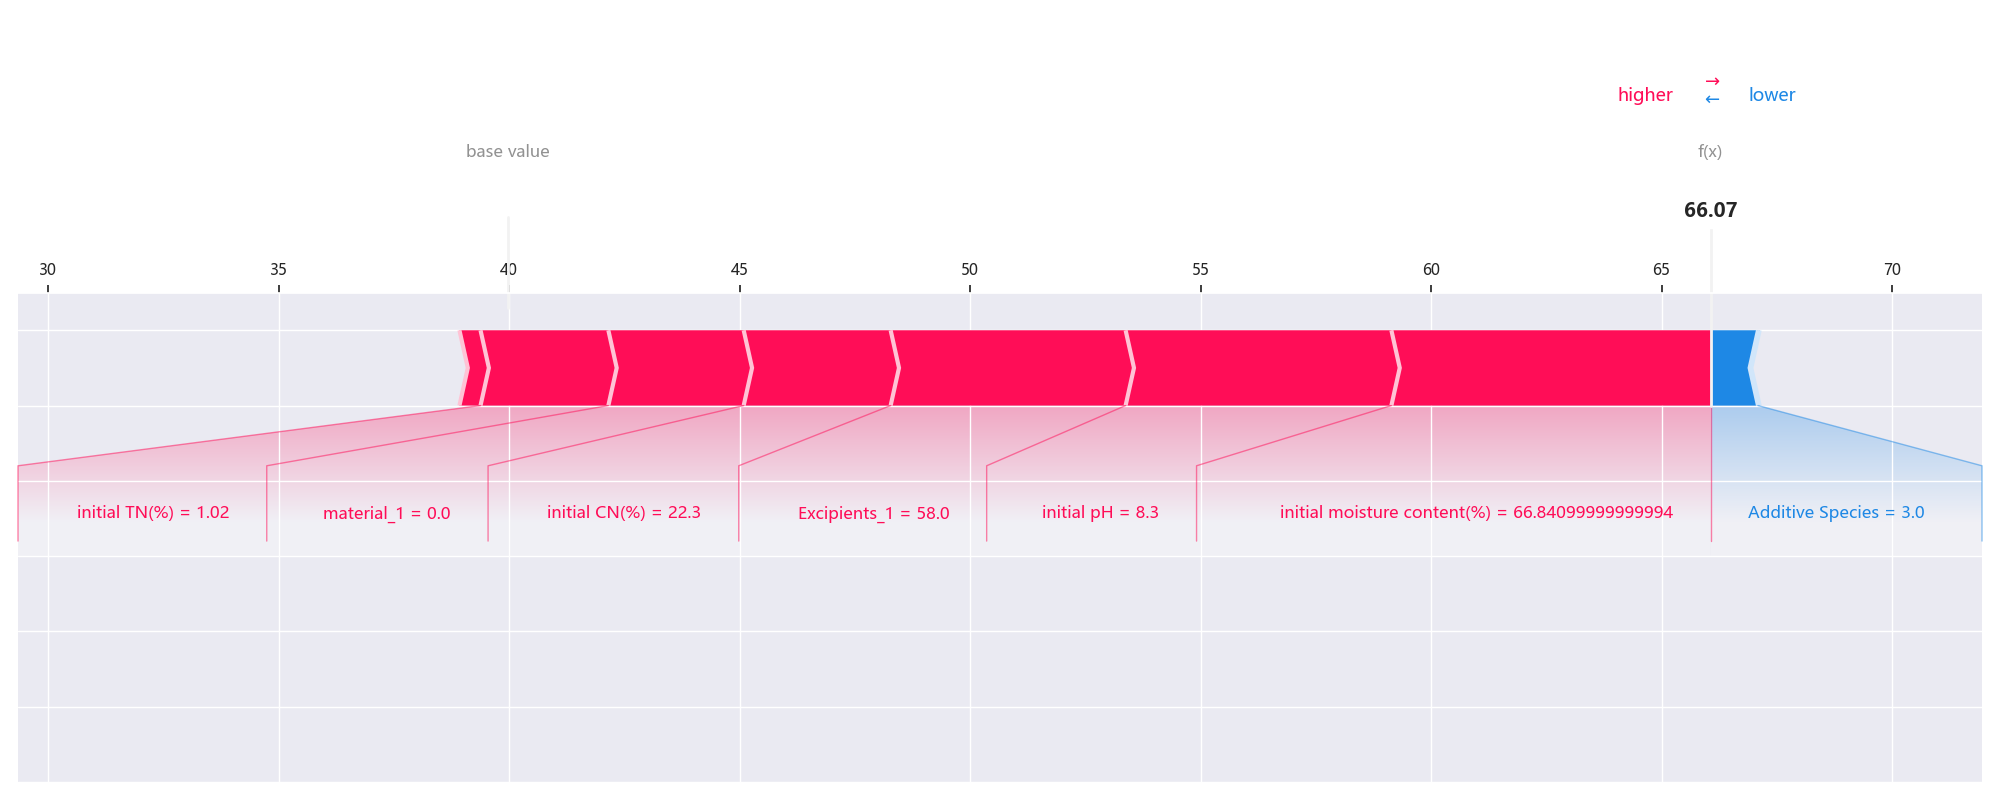 higher → ← lower
base value f(x)
66.07
30 35 40 45 50 55 60 65 70
initial TN(%) = 1.02 material_1 = 0.0 initial CN(%) = 22.3 Excipients_1 = 58.0 initial pH = 8.3 initial moisture content(%) = 66.84099999999994 Additive Species = 3.0